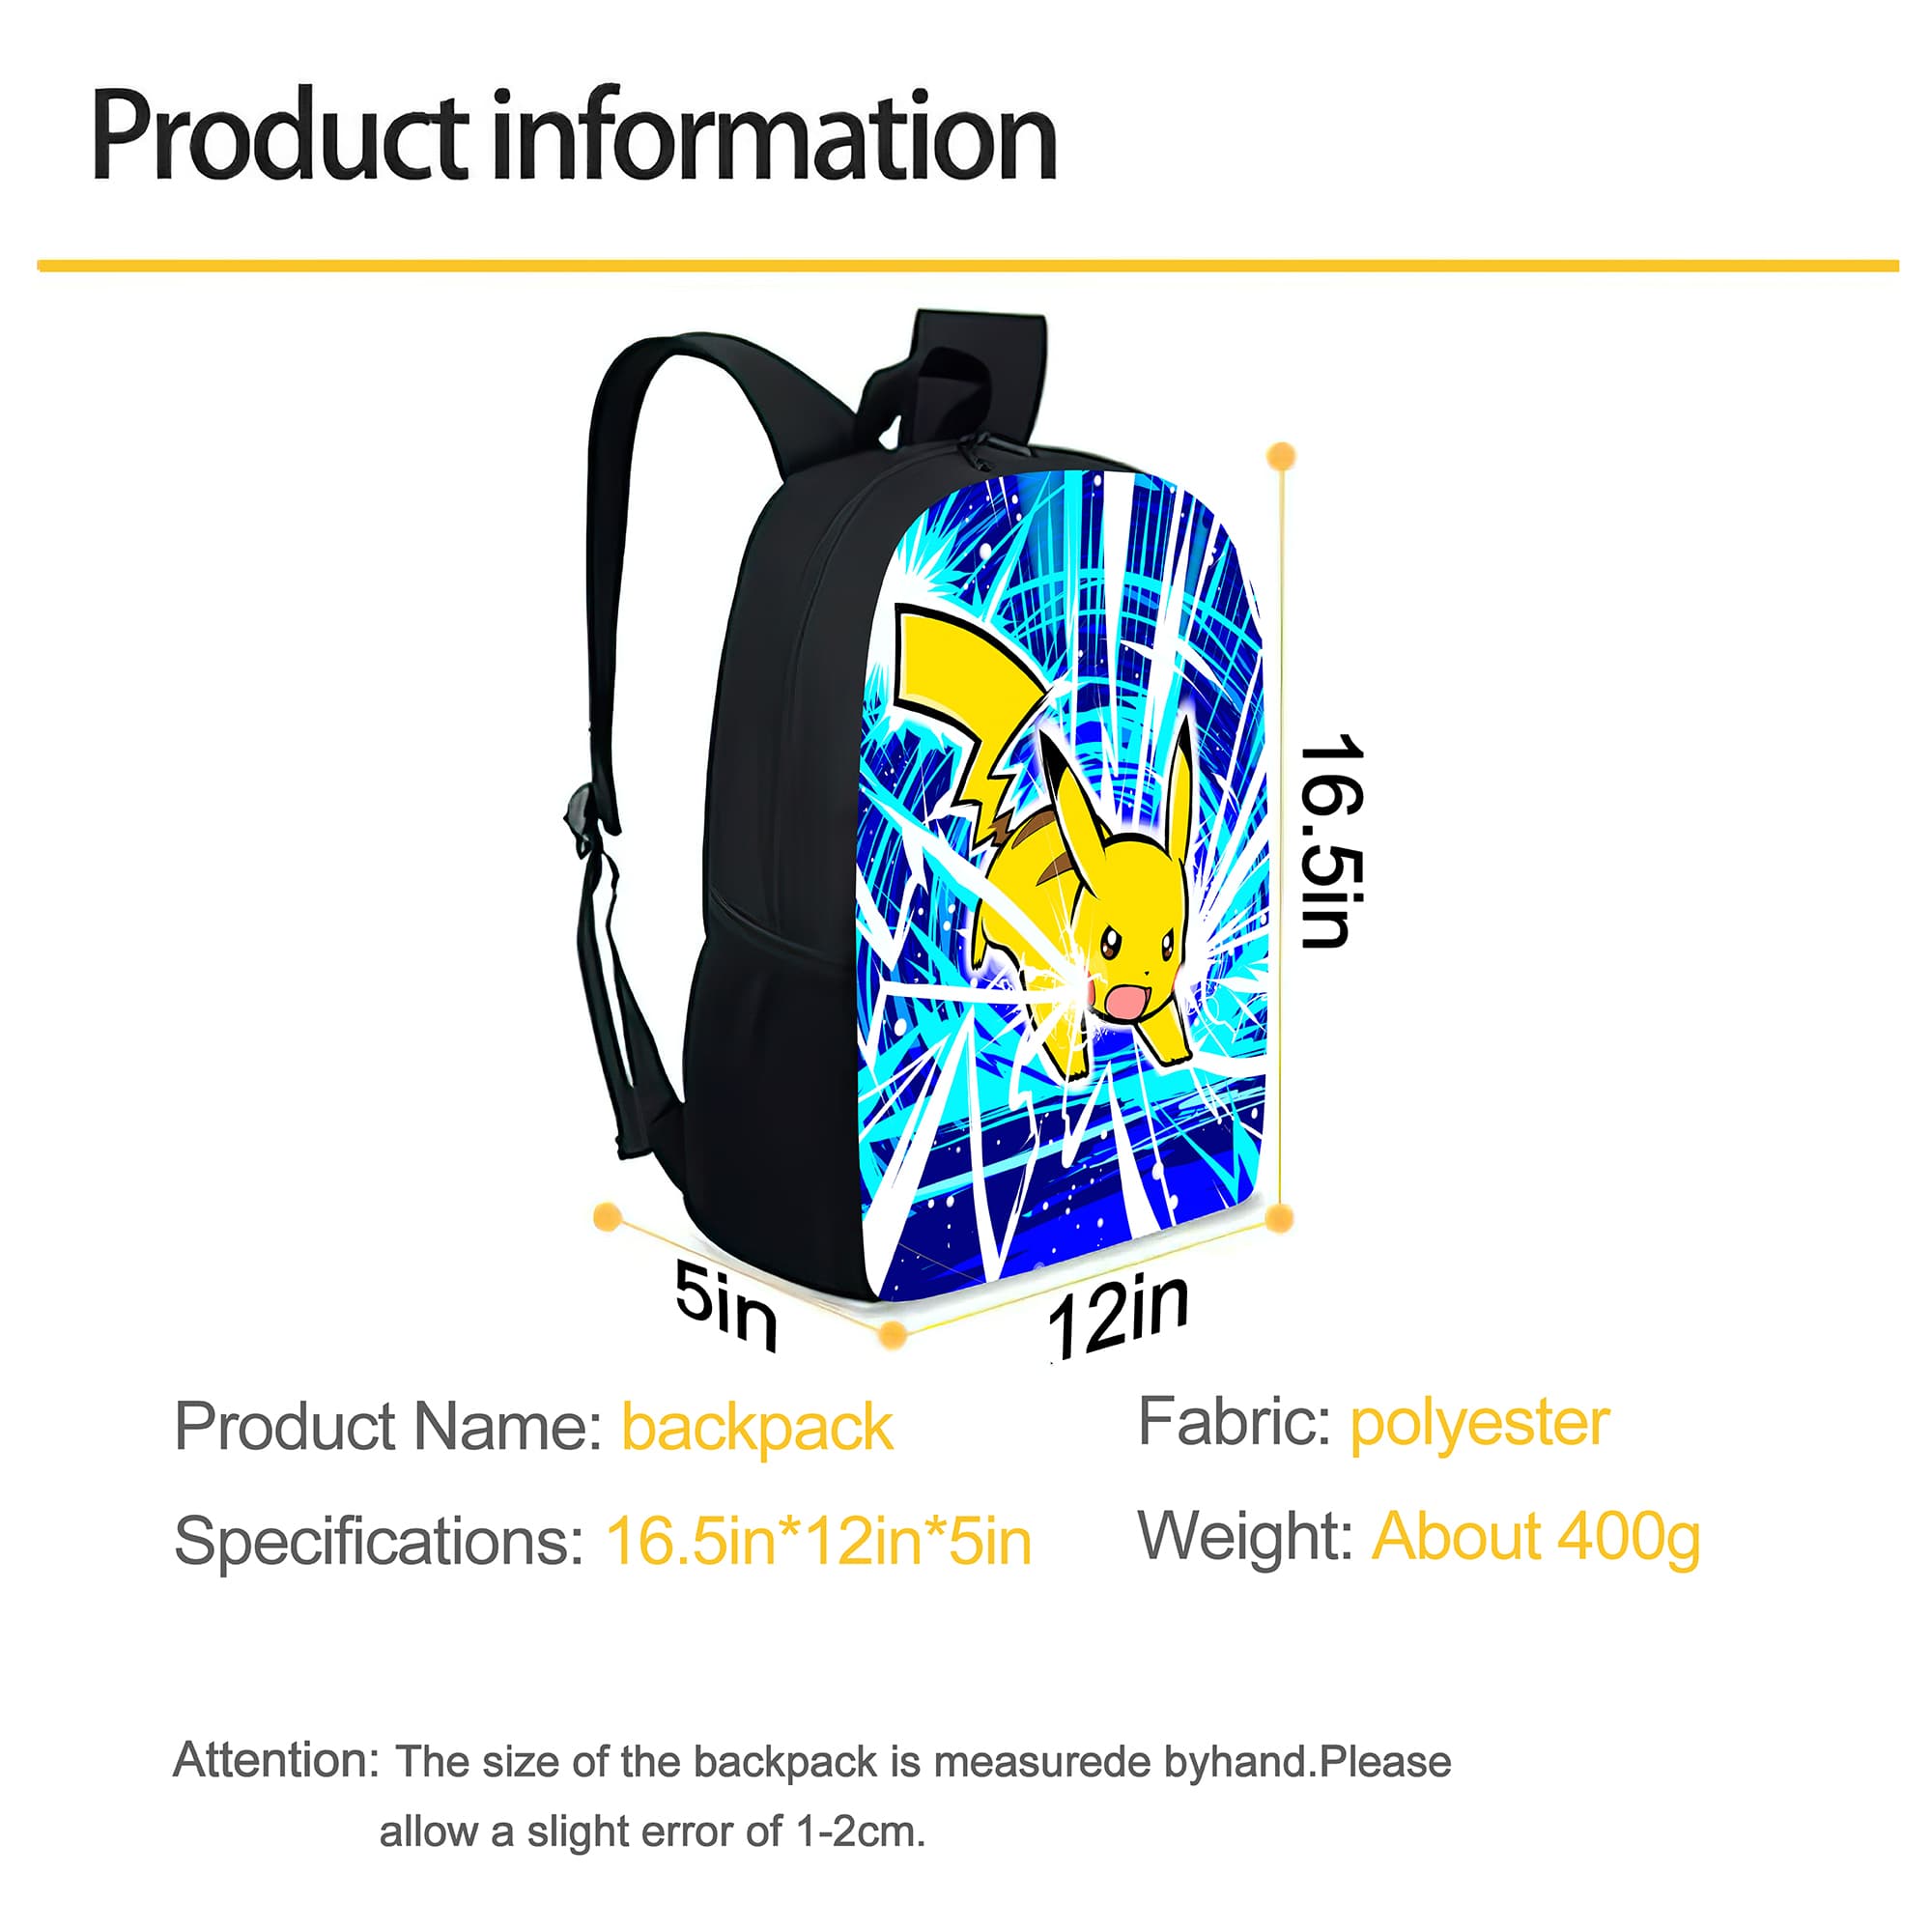 Product information
16.5in
5in
12in
Product Name: backpack
Fabric: polyester
Specifications: 16.5in*12in*5in
Weight: About 400g
Attention: The size of the backpack is measurede byhand.Please
allow a slight error of 1-2cm.